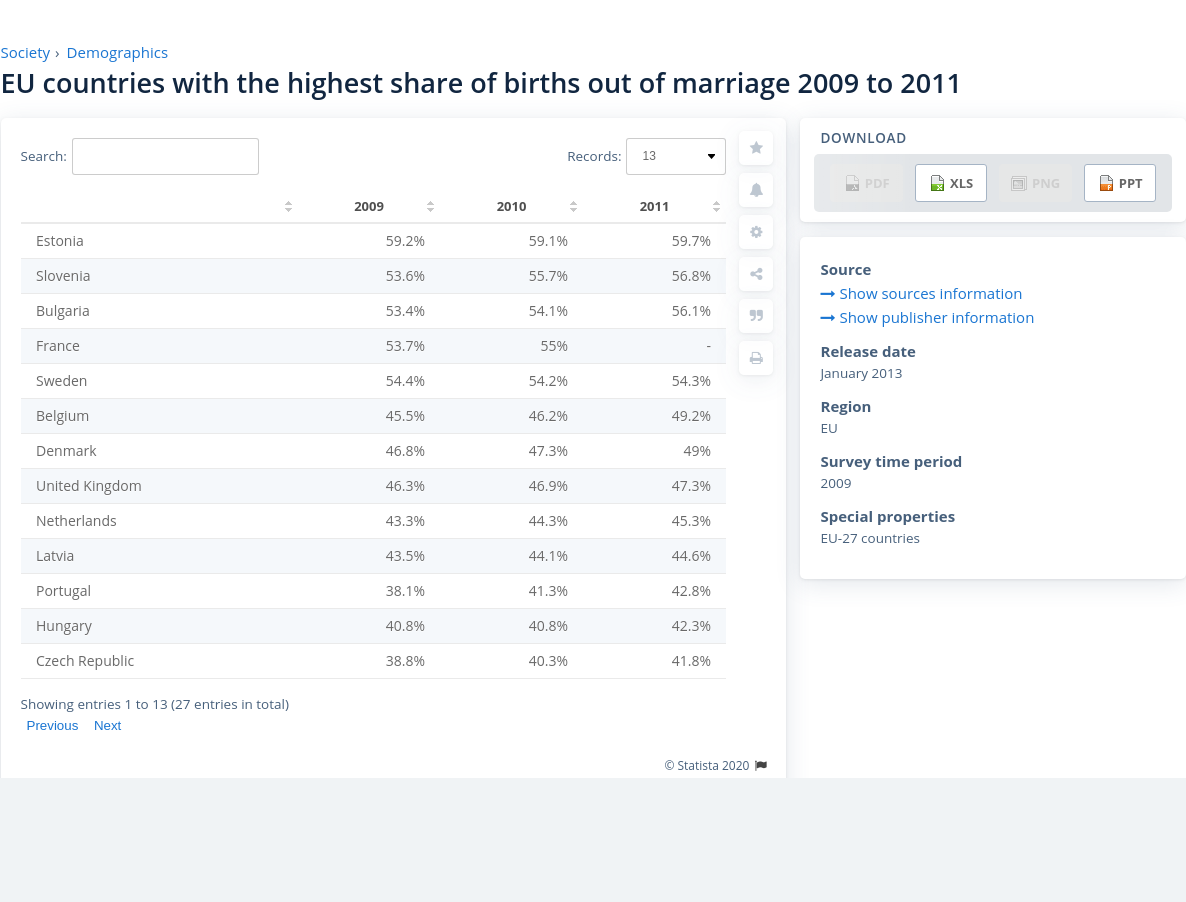 Society › Demographics
EU countries with the highest share of births out of marriage 2009 to 2011
Search:
Records: 13
2009 2010 2011
Estonia 59.2% 59.1% 59.7%
Slovenia 53.6% 55.7% 56.8%
Bulgaria 53.4% 54.1% 56.1%
France 53.7% 55% -
Sweden 54.4% 54.2% 54.3%
Belgium 45.5% 46.2% 49.2%
Denmark 46.8% 47.3% 49%
United Kingdom 46.3% 46.9% 47.3%
Netherlands 43.3% 44.3% 45.3%
Latvia 43.5% 44.1% 44.6%
Portugal 38.1% 41.3% 42.8%
Hungary 40.8% 40.8% 42.3%
Czech Republic 38.8% 40.3% 41.8%
Showing entries 1 to 13 (27 entries in total)
Previous Next
© Statista 2020
DOWNLOAD
PDF XLS PNG PPT
Source
Show sources information
Show publisher information
Release date
January 2013
Region
EU
Survey time period
2009
Special properties
EU-27 countries